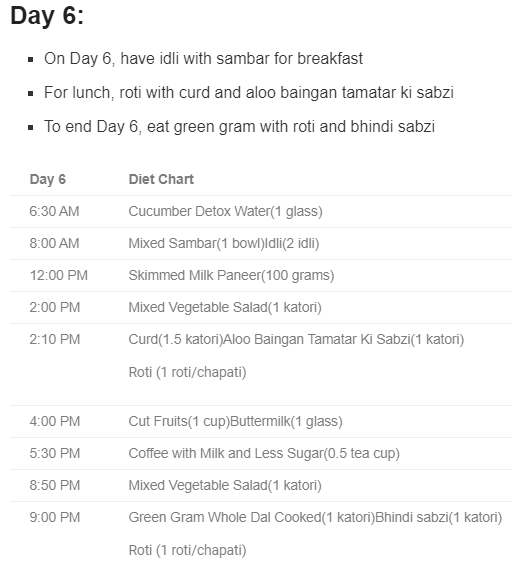 Day 6:
On Day 6, have idli with sambar for breakfast
For lunch, roti with curd and aloo baingan tamatar ki sabzi
To end Day 6, eat green gram with roti and bhindi sabzi
Day 6 Diet Chart
6:30 AM Cucumber Detox Water(1 glass)
8:00 AM Mixed Sambar(1 bowl)Idli(2 idli)
12:00 PM Skimmed Milk Paneer(100 grams)
2:00 PM Mixed Vegetable Salad(1 katori)
2:10 PM Curd(1.5 katori)Aloo Baingan Tamatar Ki Sabzi(1 katori)
Roti (1 roti/chapati)
4:00 PM Cut Fruits(1 cup)Buttermilk(1 glass)
5:30 PM Coffee with Milk and Less Sugar(0.5 tea cup)
8:50 PM Mixed Vegetable Salad(1 katori)
9:00 PM Green Gram Whole Dal Cooked(1 katori)Bhindi sabzi(1 katori)
Roti (1 roti/chapati)